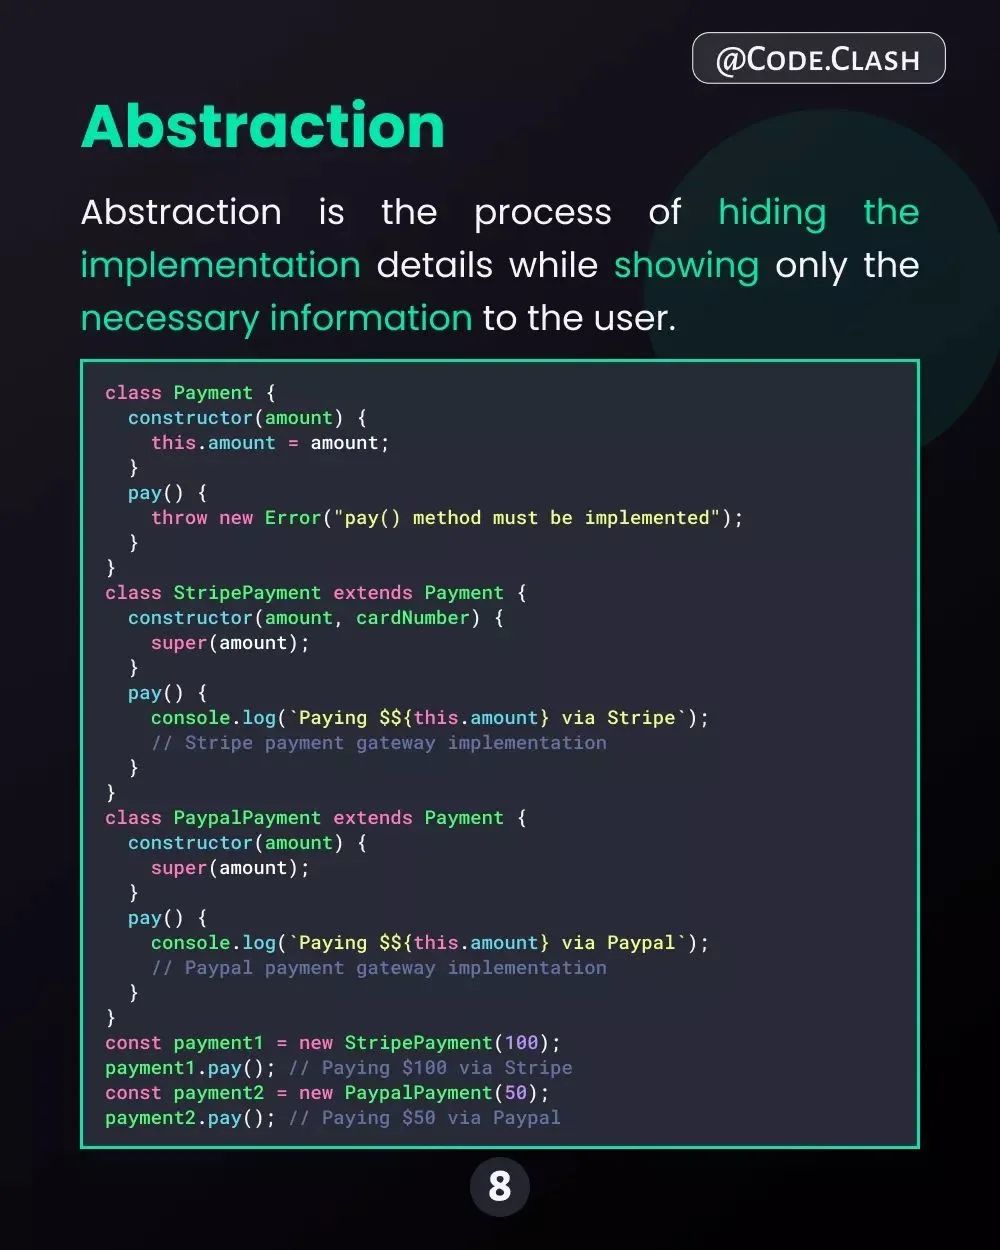 @CODE.CLASH
Abstraction
Abstraction is the process of hiding the
implementation details while showing only the
necessary information to the user.
class Payment {
  constructor(amount) {
    this.amount = amount;
  }
  pay() {
    throw new Error("pay() method must be implemented");
  }
}
class StripePayment extends Payment {
  constructor(amount, cardNumber) {
    super(amount);
  }
  pay() {
    console.log(`Paying $${this.amount} via Stripe`);
    // Stripe payment gateway implementation
  }
}
class PaypalPayment extends Payment {
  constructor(amount) {
    super(amount);
  }
  pay() {
    console.log(`Paying $${this.amount} via Paypal`);
    // Paypal payment gateway implementation
  }
}
const payment1 = new StripePayment(100);
payment1.pay(); // Paying $100 via Stripe
const payment2 = new PaypalPayment(50);
payment2.pay(); // Paying $50 via Paypal
8